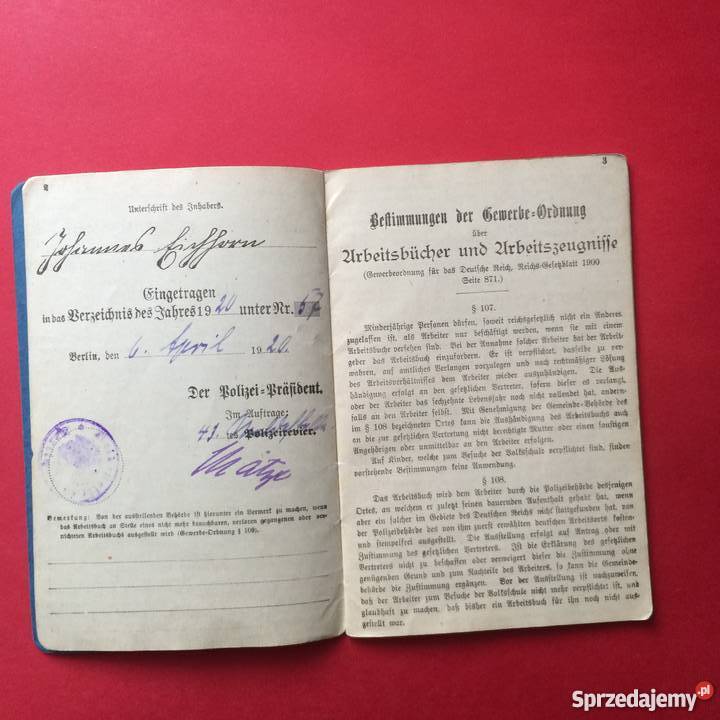 2
Unterschrift des Inhabers.
Johannes Eichhorn
Eingetragen
in das Verzeichnis des Jahres 1920 unter Nr. 57
Berlin, den 6. April 1920.
Der Polizei-Präsident.
Im Auftrage:
Polizeirevier.
Bemerkung: Von der ausstellenden Behörde ist hierunter ein Vermerk zu machen, wenn
das Arbeitsbuch an Stelle eines nicht mehr brauchbaren, verloren gegangenen oder ver-
nichteten Arbeitsbuchs ausgestellt wird (Gewerbe-Ordnung § 109).
3
Bestimmungen der Gewerbe-Ordnung
über
Arbeitsbücher und Arbeitszeugnisse
(Gewerbeordnung für das Deutsche Reich, Reichs-Gesetzblatt 1900
Seite 871.)
§ 107.
Minderjährige Personen dürfen, soweit reichsgesetzlich nicht ein Anderes
zugelassen ist, als Arbeiter nur beschäftigt werden, wenn sie mit einem
Arbeitsbuche versehen sind. Bei der Annahme solcher Arbeiter hat der Arbeit-
geber das Arbeitsbuch einzufordern. Er ist verpflichtet, dasselbe zu ver-
wahren, auf amtliches Verlangen vorzulegen und nach rechtmäßiger Lösung
des Arbeitsverhältnisses dem Arbeiter wieder auszuhändigen. Die Aus-
händigung erfolgt an den gesetzlichen Vertreter, sofern dieser es verlangt,
oder der Arbeiter das sechzehnte Lebensjahr noch nicht vollendet hat, andern-
falls an den Arbeiter selbst. Mit Genehmigung der Gemeinde-Behörde des
im § 108 bezeichneten Ortes kann die Aushändigung des Arbeitsbuchs auch
an die zur gesetzlichen Vertretung nicht berechtigte Mutter oder einen sonstigen
Angehörigen oder unmittelbar an den Arbeiter erfolgen.
Auf Kinder, welche zum Besuche der Volksschule verpflichtet sind, finden
vorstehende Bestimmungen keine Anwendung.
§ 108.
Das Arbeitsbuch wird dem Arbeiter durch die Polizeibehörde desjenigen
Ortes, an welchem er zuletzt seinen dauernden Aufenthalt gehabt hat, wenn
aber ein solcher im Gebiete des Deutschen Reichs nicht stattgefunden hat, von
der Polizeibehörde des von ihm zuerst erwählten deutschen Arbeitsorts kosten-
und stempelfrei ausgestellt. Die Ausstellung erfolgt auf Antrag oder mit
Zustimmung des gesetzlichen Vertreters. Ist die Erklärung des gesetzlichen
Vertreters nicht zu beschaffen oder verweigert dieser die Zustimmung ohne
genügenden Grund und zum Nachteile des Arbeiters, so kann die Gemeinde-
behörde die Zustimmung ergänzen. Vor der Ausstellung ist nachzuweisen,
daß der Arbeiter zum Besuche der Volksschule nicht mehr verpflichtet ist, und
glaubhaft zu machen, daß bisher ein Arbeitsbuch für ihn noch nicht aus-
gestellt war.
Sprzedajemy.pl